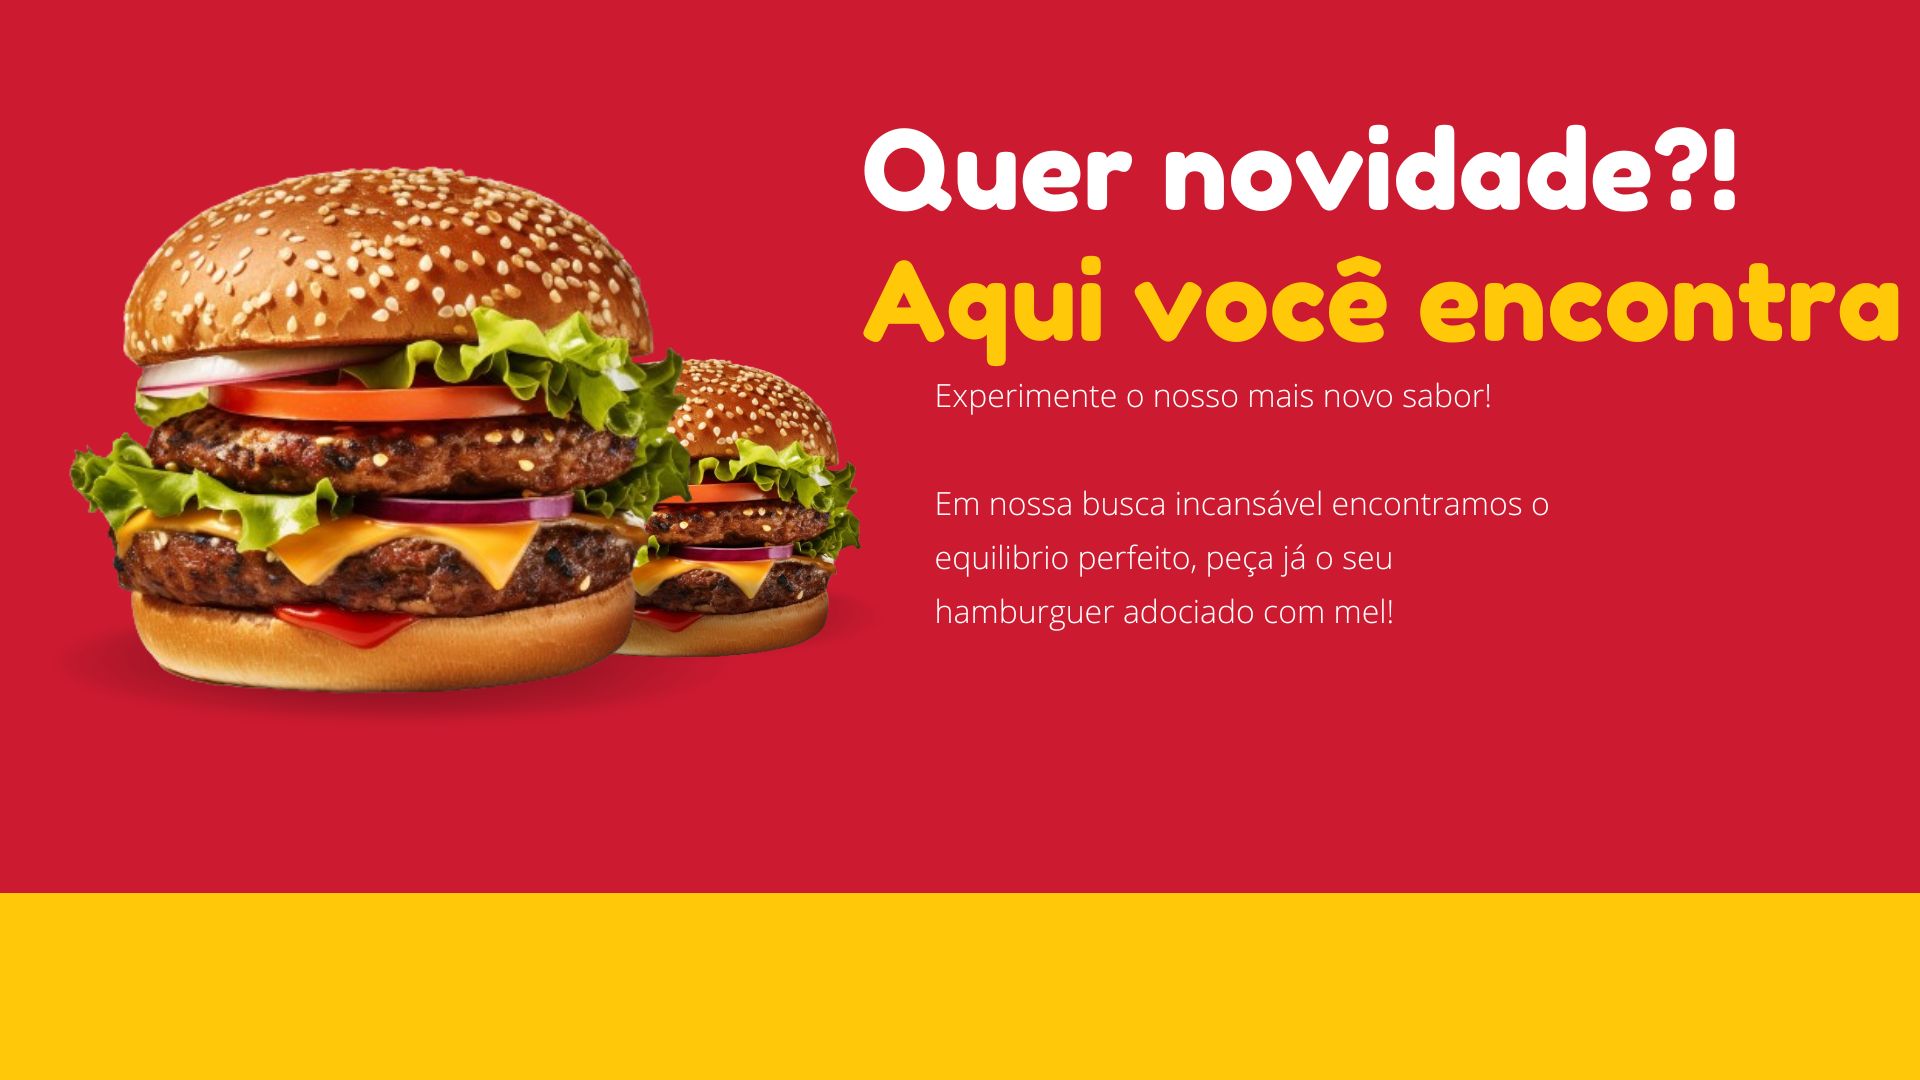 Quer novidade?!
Aqui você encontra
Experimente o nosso mais novo sabor!
Em nossa busca incansável encontramos o
equilibrio perfeito, peça já o seu
hamburguer adociado com mel!